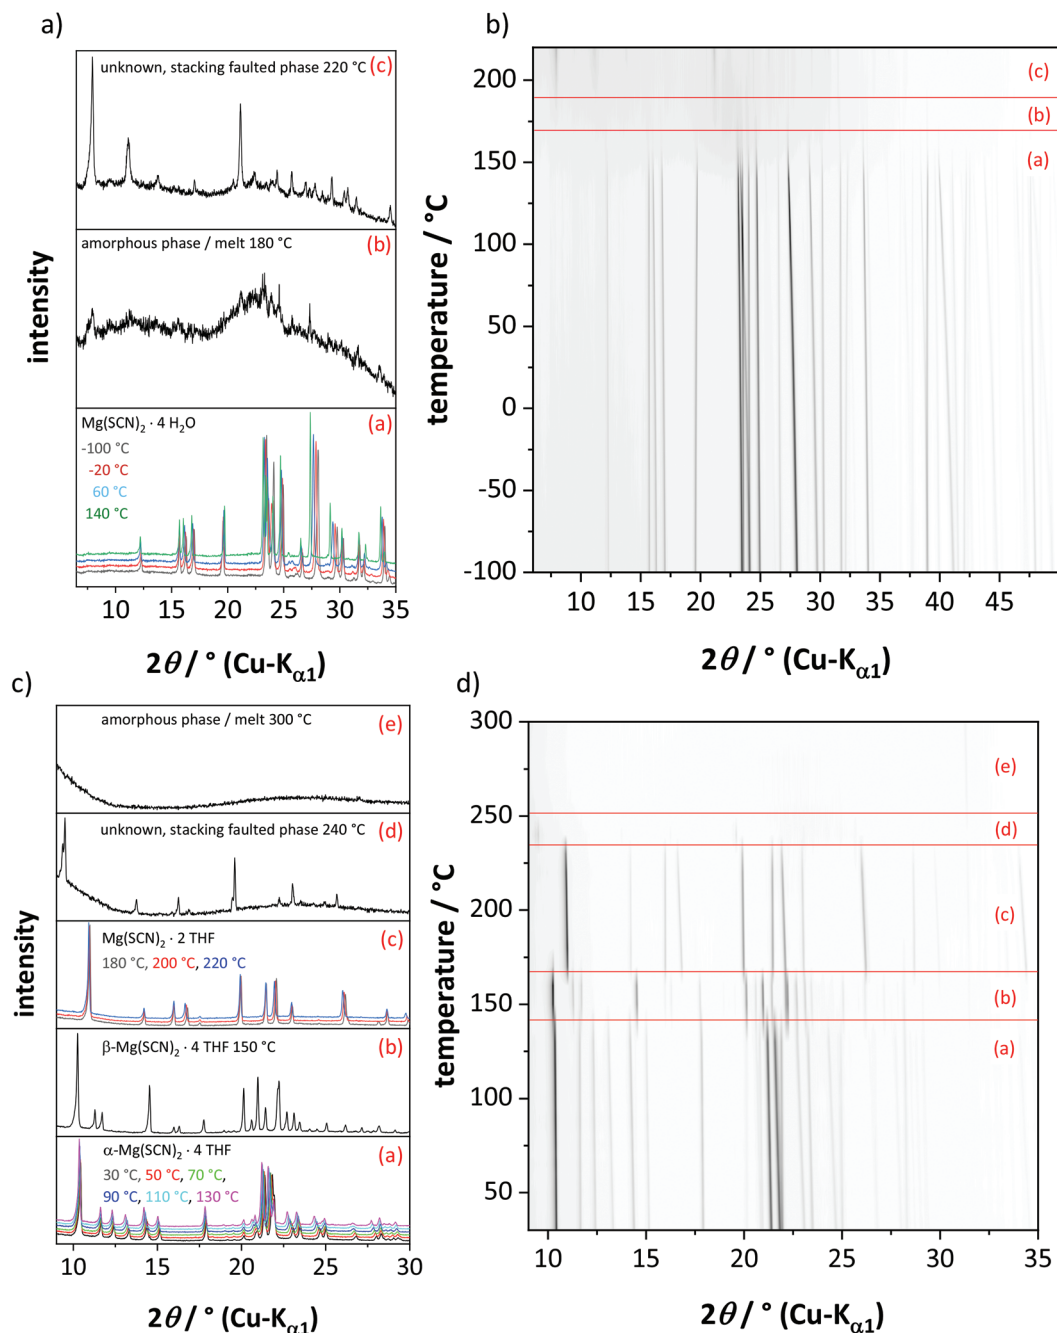 a)
unknown, stacking faulted phase 220 °C (c)
amorphous phase / melt 180 °C (b)
Mg(SCN)₂ · 4 H₂O (a)
-100 °C
-20 °C
60 °C
140 °C
intensity
10 15 20 25 30 35
2θ / ° (Cu-Kα1)
b)
200
150
100
50
0
-50
-100
temperature / °C
(c)
(b)
(a)
10 15 20 25 30 35 40 45
2θ / ° (Cu-Kα1)
c)
amorphous phase / melt 300 °C (e)
unknown, stacking faulted phase 240 °C (d)
Mg(SCN)₂ · 2 THF (c)
180 °C, 200 °C, 220 °C
β-Mg(SCN)₂ · 4 THF 150 °C (b)
α-Mg(SCN)₂ · 4 THF (a)
30 °C, 50 °C, 70 °C,
90 °C, 110 °C, 130 °C
intensity
10 15 20 25 30
2θ / ° (Cu-Kα1)
d)
300
250
200
150
100
50
temperature / °C
(e)
(d)
(c)
(b)
(a)
10 15 20 25 30 35
2θ / ° (Cu-Kα1)